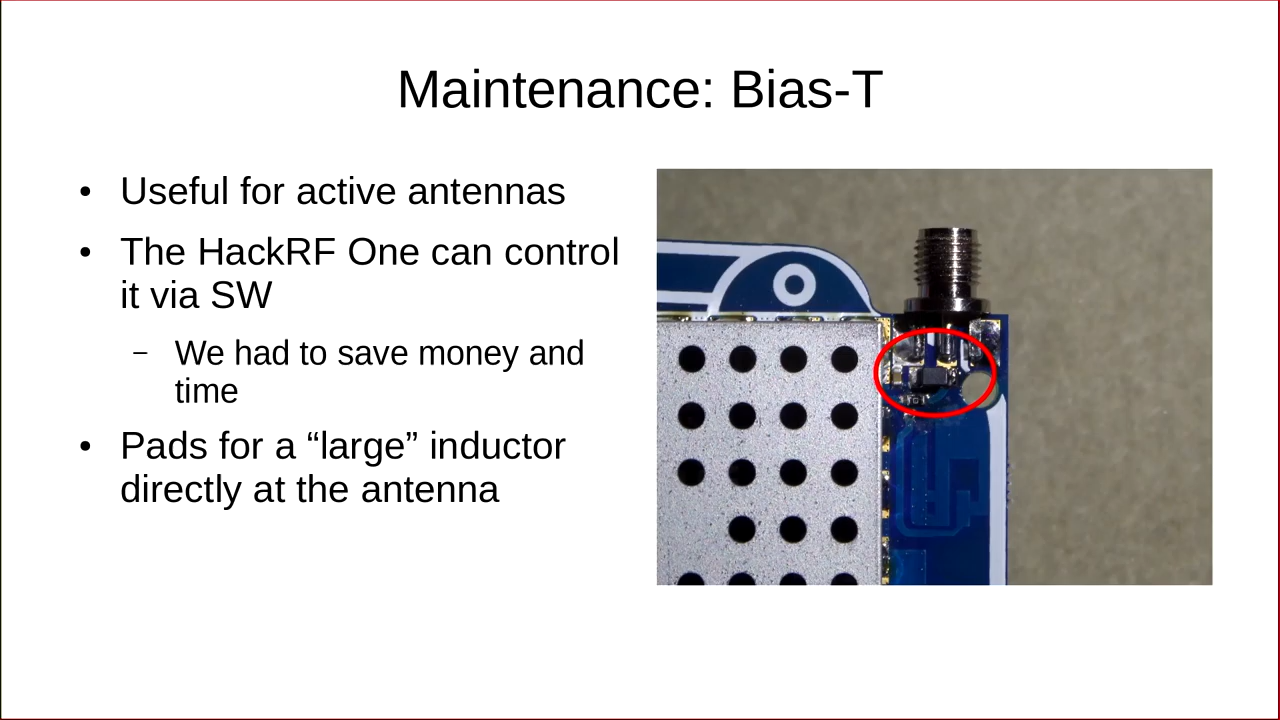 Maintenance: Bias-T
• Useful for active antennas
• The HackRF One can control
it via SW
– We had to save money and
time
• Pads for a “large” inductor
directly at the antenna